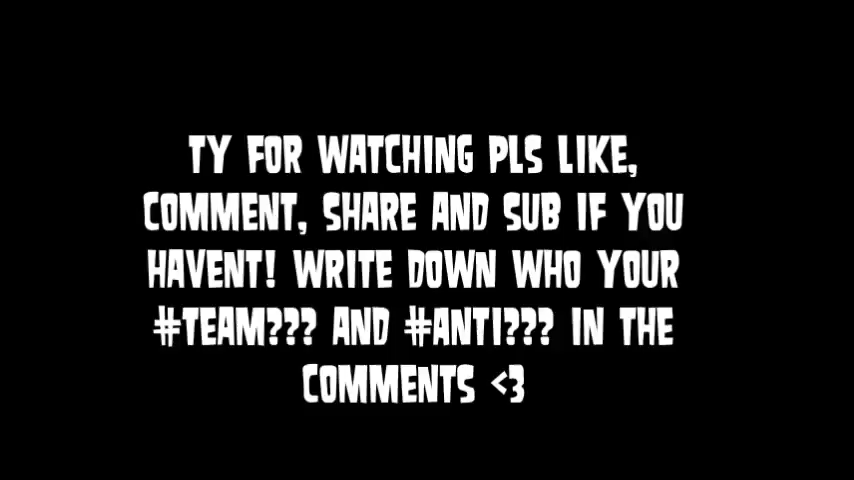 TY FOR WATCHING PLS LIKE,
COMMENT, SHARE AND SUB IF YOU
HAVENT! WRITE DOWN WHO YOUR
#TEAM??? AND #ANTI??? IN THE
COMMENTS <3